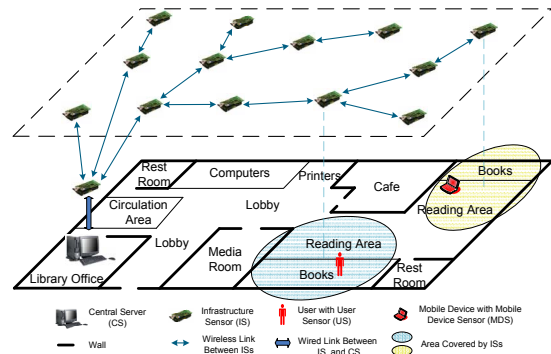 Rest
Room
Computers
Printers
Cafe
Books
Reading Area
Circulation
Area
Lobby
Lobby
Library Office
Media
Room
Reading Area
Books
Rest
Room
Central Server
(CS)
Infrastructure
Sensor (IS)
User with User
Sensor (US)
Mobile Device with Mobile
Device Sensor (MDS)
Wall
Wireless Link
Between ISs
Wired Link Between
IS and CS
Area Covered by ISs